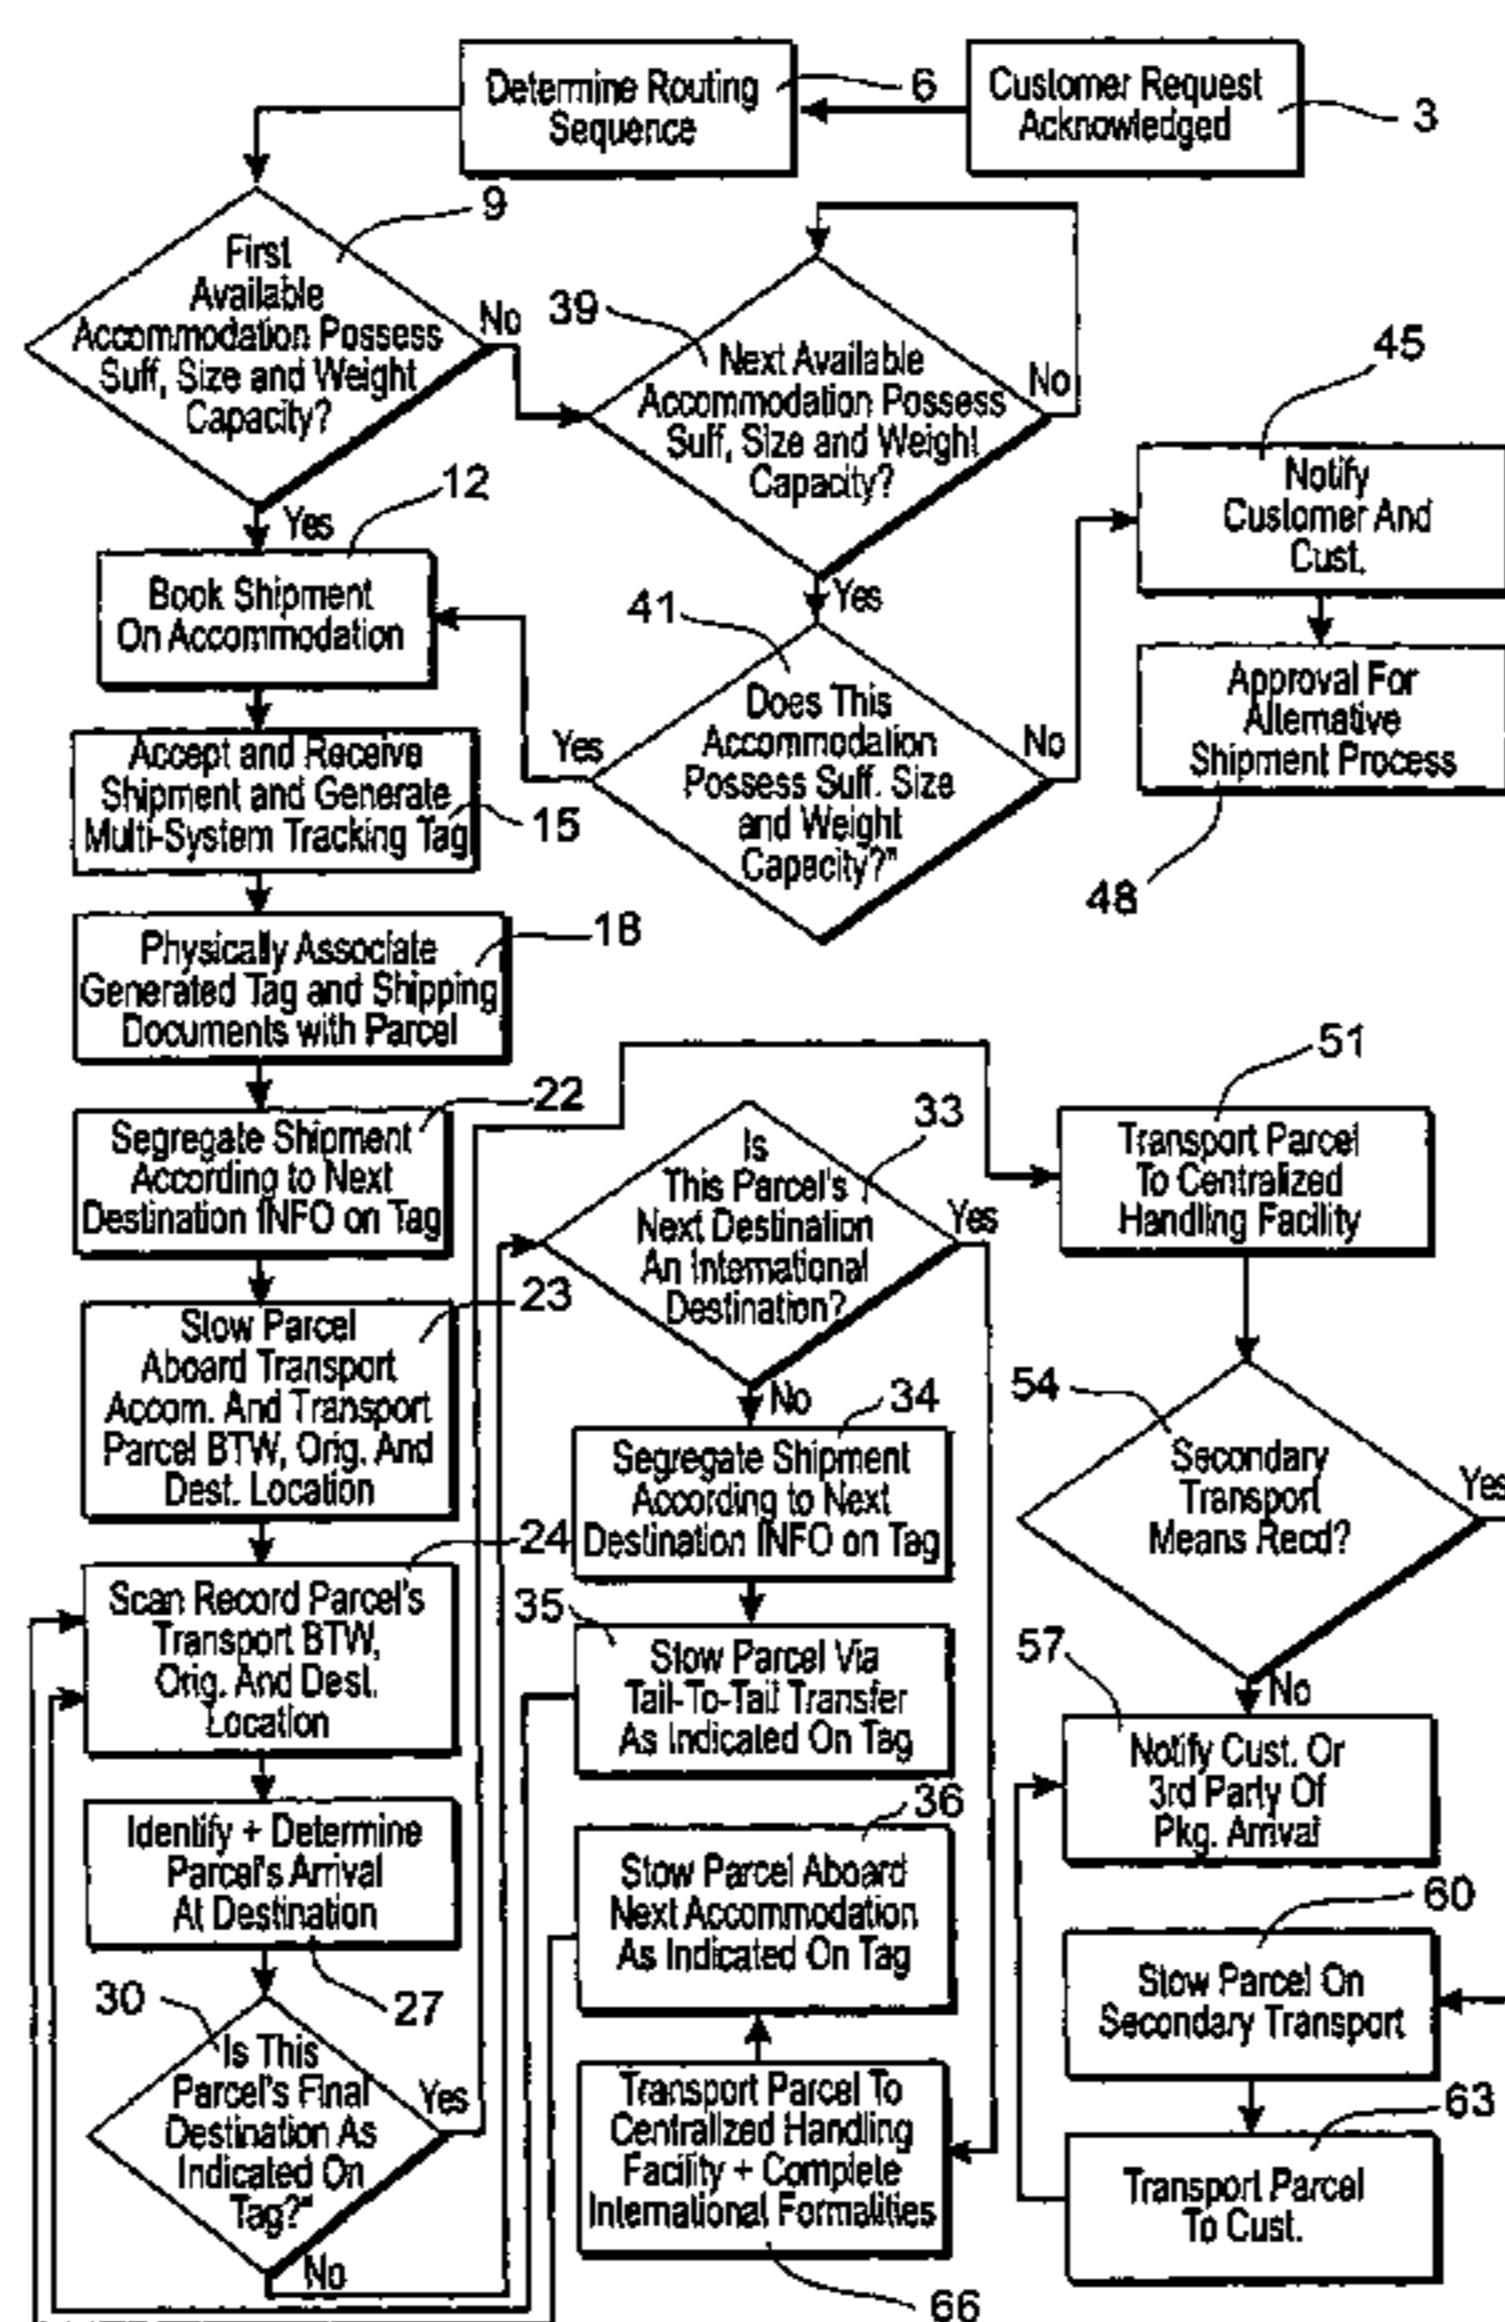 Customer Request
Acknowledged
3
Determine Routing
Sequence
6
First
Available
Accommodation Possess
Suff, Size and Weight
Capacity?
9
No
Yes
Next Available
Accommodation Possess
Suff, Size and Weight
Capacity?
39
No
Yes
Book Shipment
On Accommodation
12
Does This
Accommodation
Possess Suff. Size
and Weight
Capacity?"
41
Yes
No
Notify
Customer And
Cust.
45
Approval For
Alternative
Shipment Process
48
Accept and Receive
Shipment and Generate
Multi-System Tracking Tag
15
Physically Associate
Generated Tag and Shipping
Documents with Parcel
18
Segregate Shipment
According to Next
Destination INFO on Tag
22
Stow Parcel
Aboard Transport
Accom. And Transport
Parcel BTW, Orig. And
Dest. Location
23
Scan Record Parcel's
Transport BTW,
Orig. And Dest.
Location
24
Identify + Determine
Parcel's Arrival
At Destination
27
Is This
Parcel's Final
Destination As
Indicated On
Tag?"
30
Yes
No
Is
This Parcel's
Next Destination
An International
Destination?
33
Yes
No
Segregate Shipment
According to Next
Destination INFO on Tag
34
Stow Parcel Via
Tail-To-Tail Transfer
As Indicated On Tag
35
Stow Parcel Aboard
Next Accommodation
As Indicated On Tag
36
Transport Parcel To
Centralized Handling
Facility + Complete
International Formalities
66
Transport Parcel
To Centralized
Handling Facility
51
Secondary
Transport
Means Recd?
54
Yes
No
Notify Cust. Or
3rd Party Of
Pkg. Arrival
57
Stow Parcel On
Secondary Transport
60
Transport Parcel
To Cust.
63